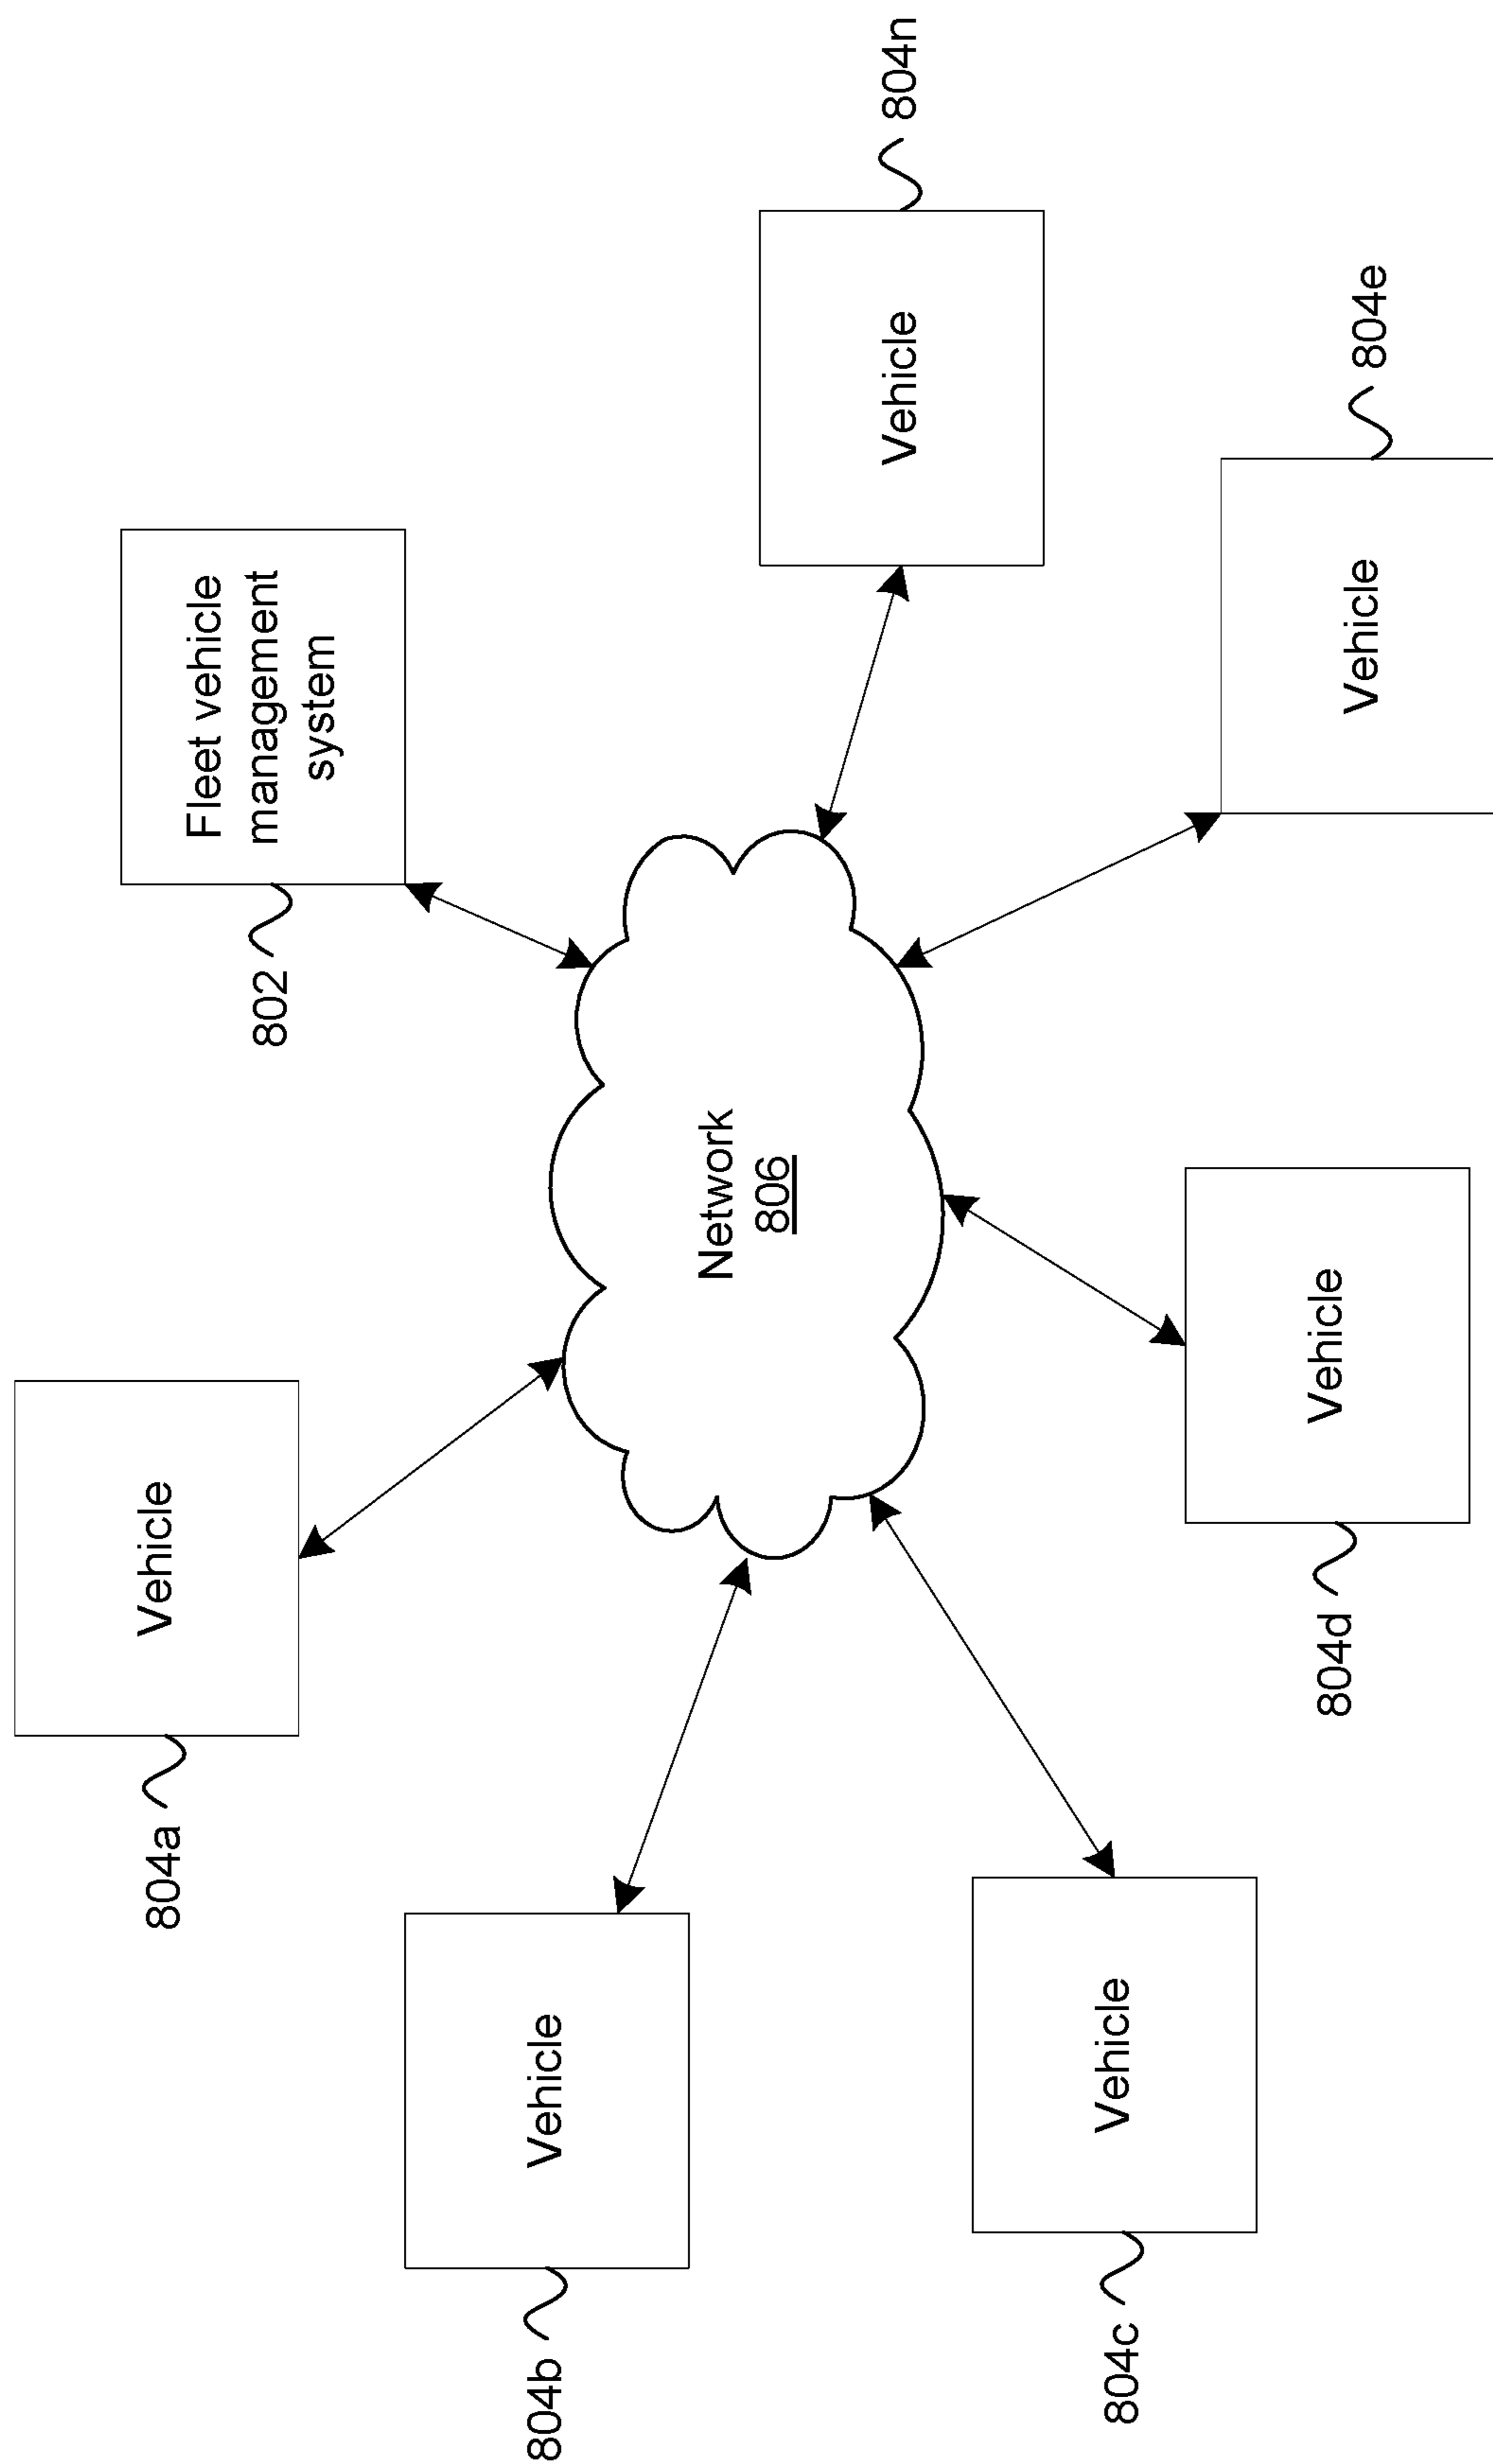 Vehicle
804a
Fleet vehicle
management
system
802
Vehicle
804b
Network
806
Vehicle
804n
Vehicle
804c
Vehicle
804d
Vehicle
804e